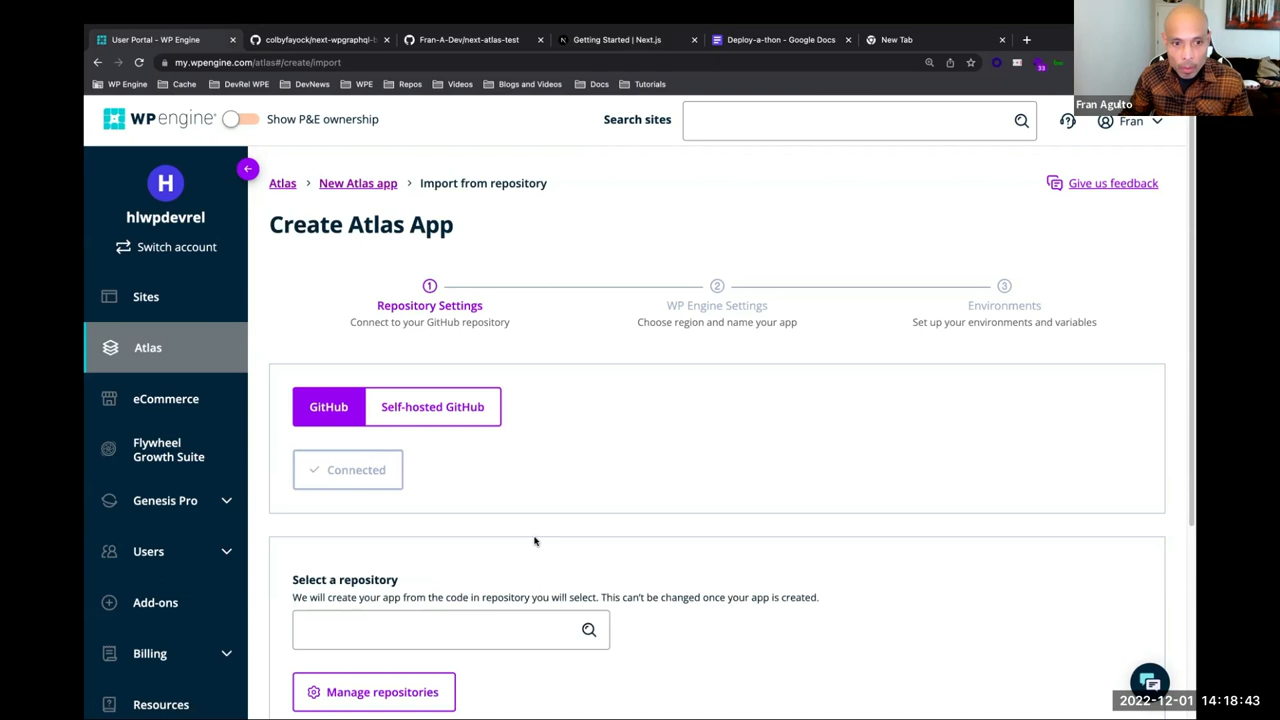 User Portal - WP Engine
colbyfayock/next-wpgraphql-b
Fran-A-Dev/next-atlas-test
Getting Started | Next.js
Deploy-a-thon - Google Docs
New Tab
my.wpengine.com/atlas#/create/import
33
WP Engine
Cache
DevRel WPE
DevNews
WPE
Repos
Videos
Blogs and Videos
Docs
Tutorials
Fran Agulto
WPengine
Show P&E ownership
Search sites
Fran
H
hlwpdevrel
Switch account
Sites
Atlas
eCommerce
Flywheel
Growth Suite
Genesis Pro
Users
Add-ons
Billing
Resources
Atlas > New Atlas app > Import from repository
Give us feedback
Create Atlas App
1
Repository Settings
Connect to your GitHub repository
2
WP Engine Settings
Choose region and name your app
3
Environments
Set up your environments and variables
GitHub
Self-hosted GitHub
Connected
Select a repository
We will create your app from the code in repository you will select. This can't be changed once your app is created.
Manage repositories
2022-12-01 14:18:43